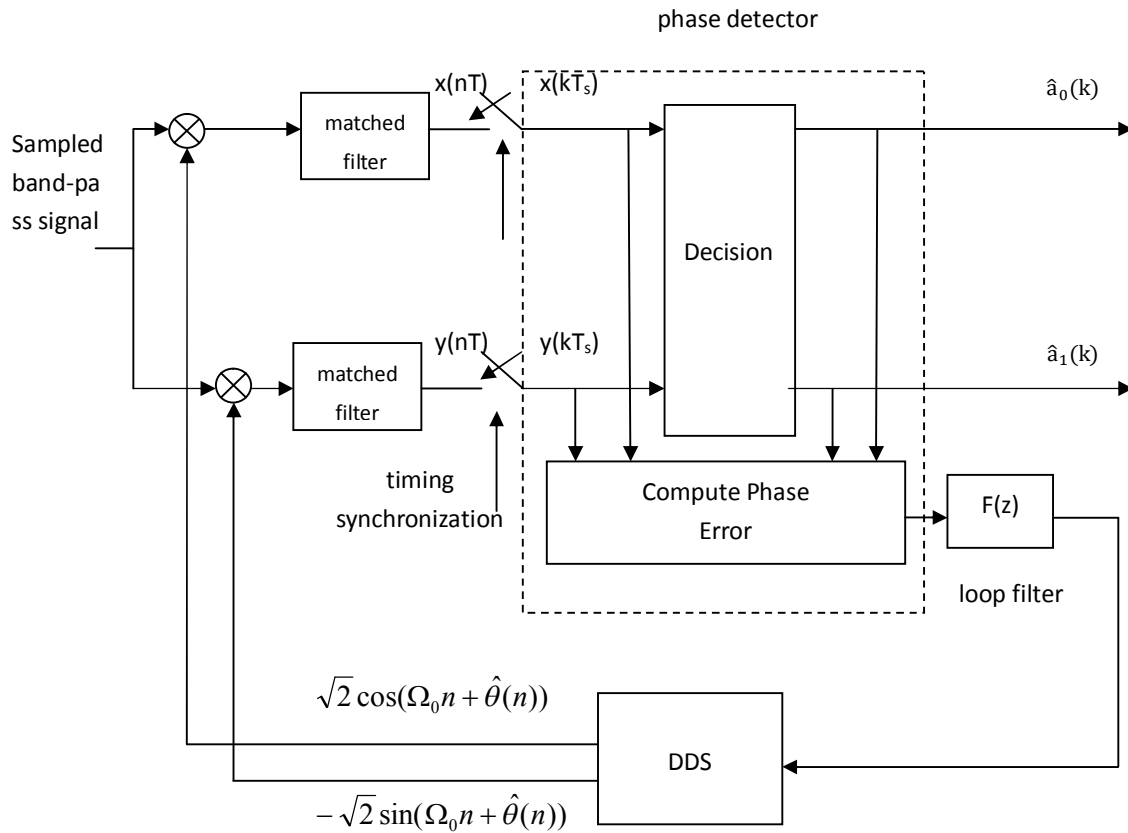 phase detector
x(nT)
x(kTₛ)
â₀(k)
matched
filter
Sampled
band-pa
ss signal
Decision
y(nT)
y(kTₛ)
â₁(k)
matched
filter
timing
synchronization
Compute Phase
Error
F(z)
loop filter
√2 cos(Ω₀n + θ̂(n))
DDS
−√2 sin(Ω₀n + θ̂(n))